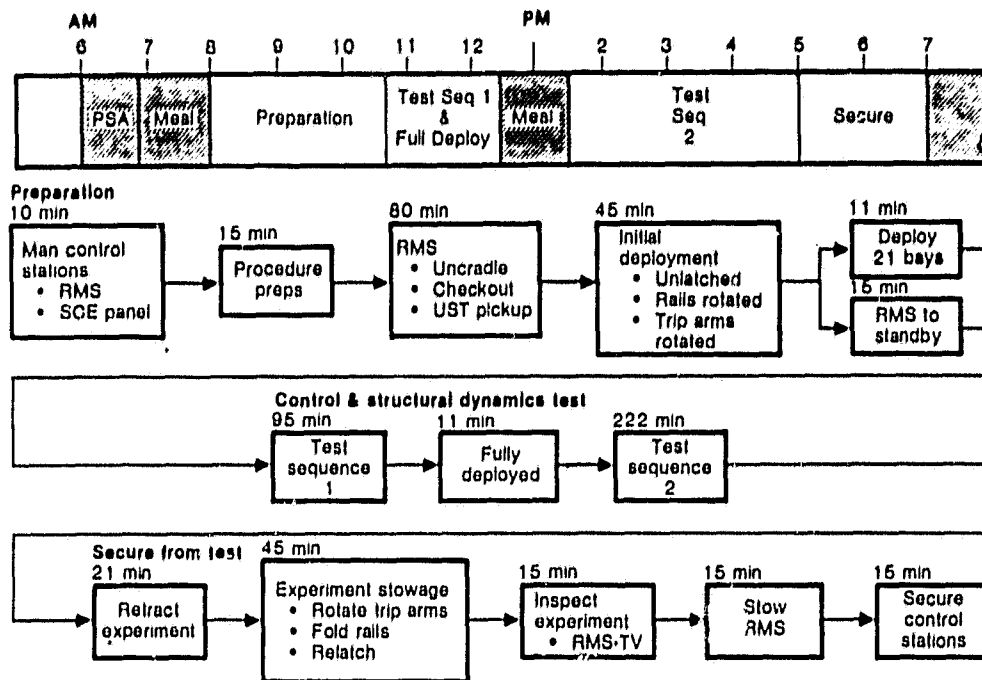 AM PM
6 7 8 9 10 11 12 2 3 4 5 6 7
PSA Meal Preparation Test Seq 1 & Full Deploy Meal Test Seq 2 Secure
Preparation
10 min
Man control
stations
• RMS
• SCE panel
15 min
Procedure
preps
80 min
RMS
• Uncradle
• Checkout
• UST pickup
45 min
Initial
deployment
• Unlatched
• Rails rotated
• Trip arms
rotated
11 min
Deploy
21 bays
15 min
RMS to
standby
Control & structural dynamics test
95 min
Test
sequence
1
11 min
Fully
deployed
222 min
Test
sequence
2
Secure from test
21 min
Retract
experiment
45 min
Experiment stowage
• Rotate trip arms
• Fold rails
• Relatch
15 min
Inspect
experiment
• RMS-TV
15 min
Stow
RMS
15 min
Secure
control
stations